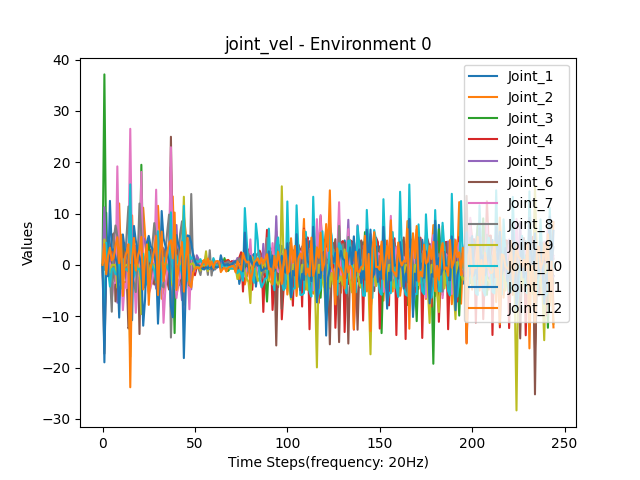 joint_vel - Environment 0
40
30
20
10
0
−10
−20
−30
Values
0
50
100
150
200
250
Time Steps(frequency: 20Hz)
Joint_1
Joint_2
Joint_3
Joint_4
Joint_5
Joint_6
Joint_7
Joint_8
Joint_9
Joint_10
Joint_11
Joint_12